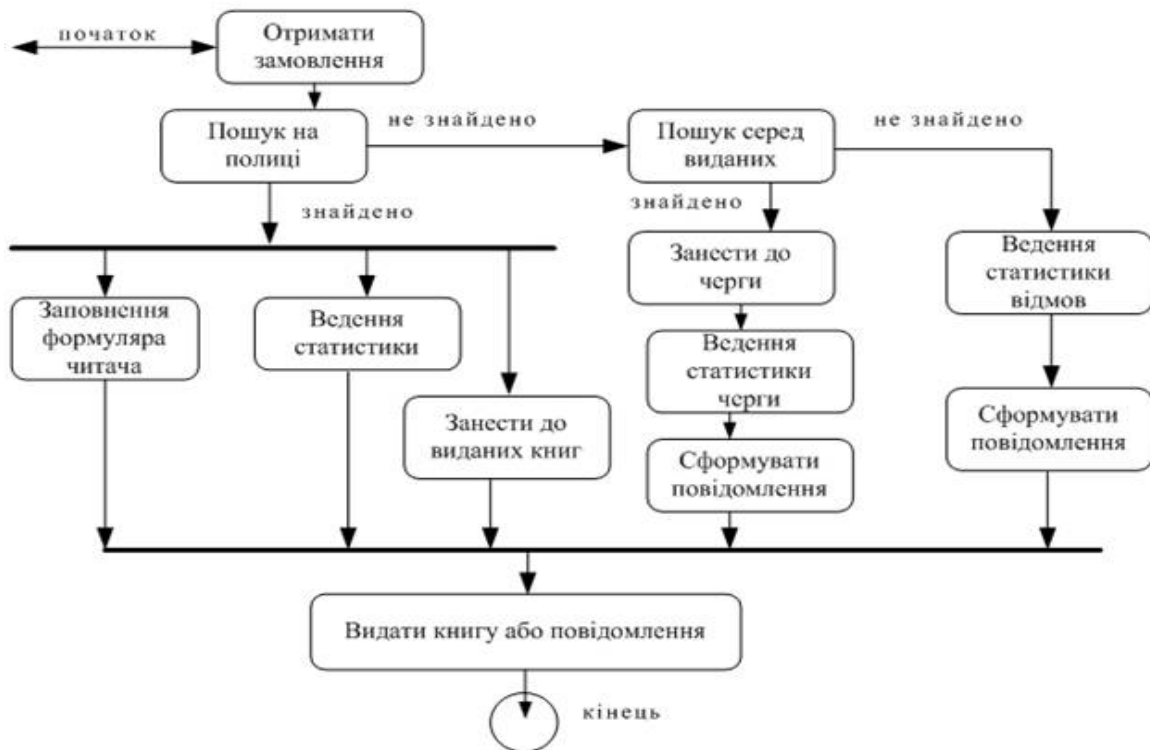 початок
Отримати
замовлення
Пошук на
полиці
не знайдено
Пошук серед
виданих
не знайдено
знайдено
знайдено
Заповнення
формуляра
читача
Ведення
статистики
Занести до
виданих книг
Занести до
черги
Ведення
статистики
черги
Сформувати
повідомлення
Ведення
статистики
відмов
Сформувати
повідомлення
Видати книгу або повідомлення
кінець